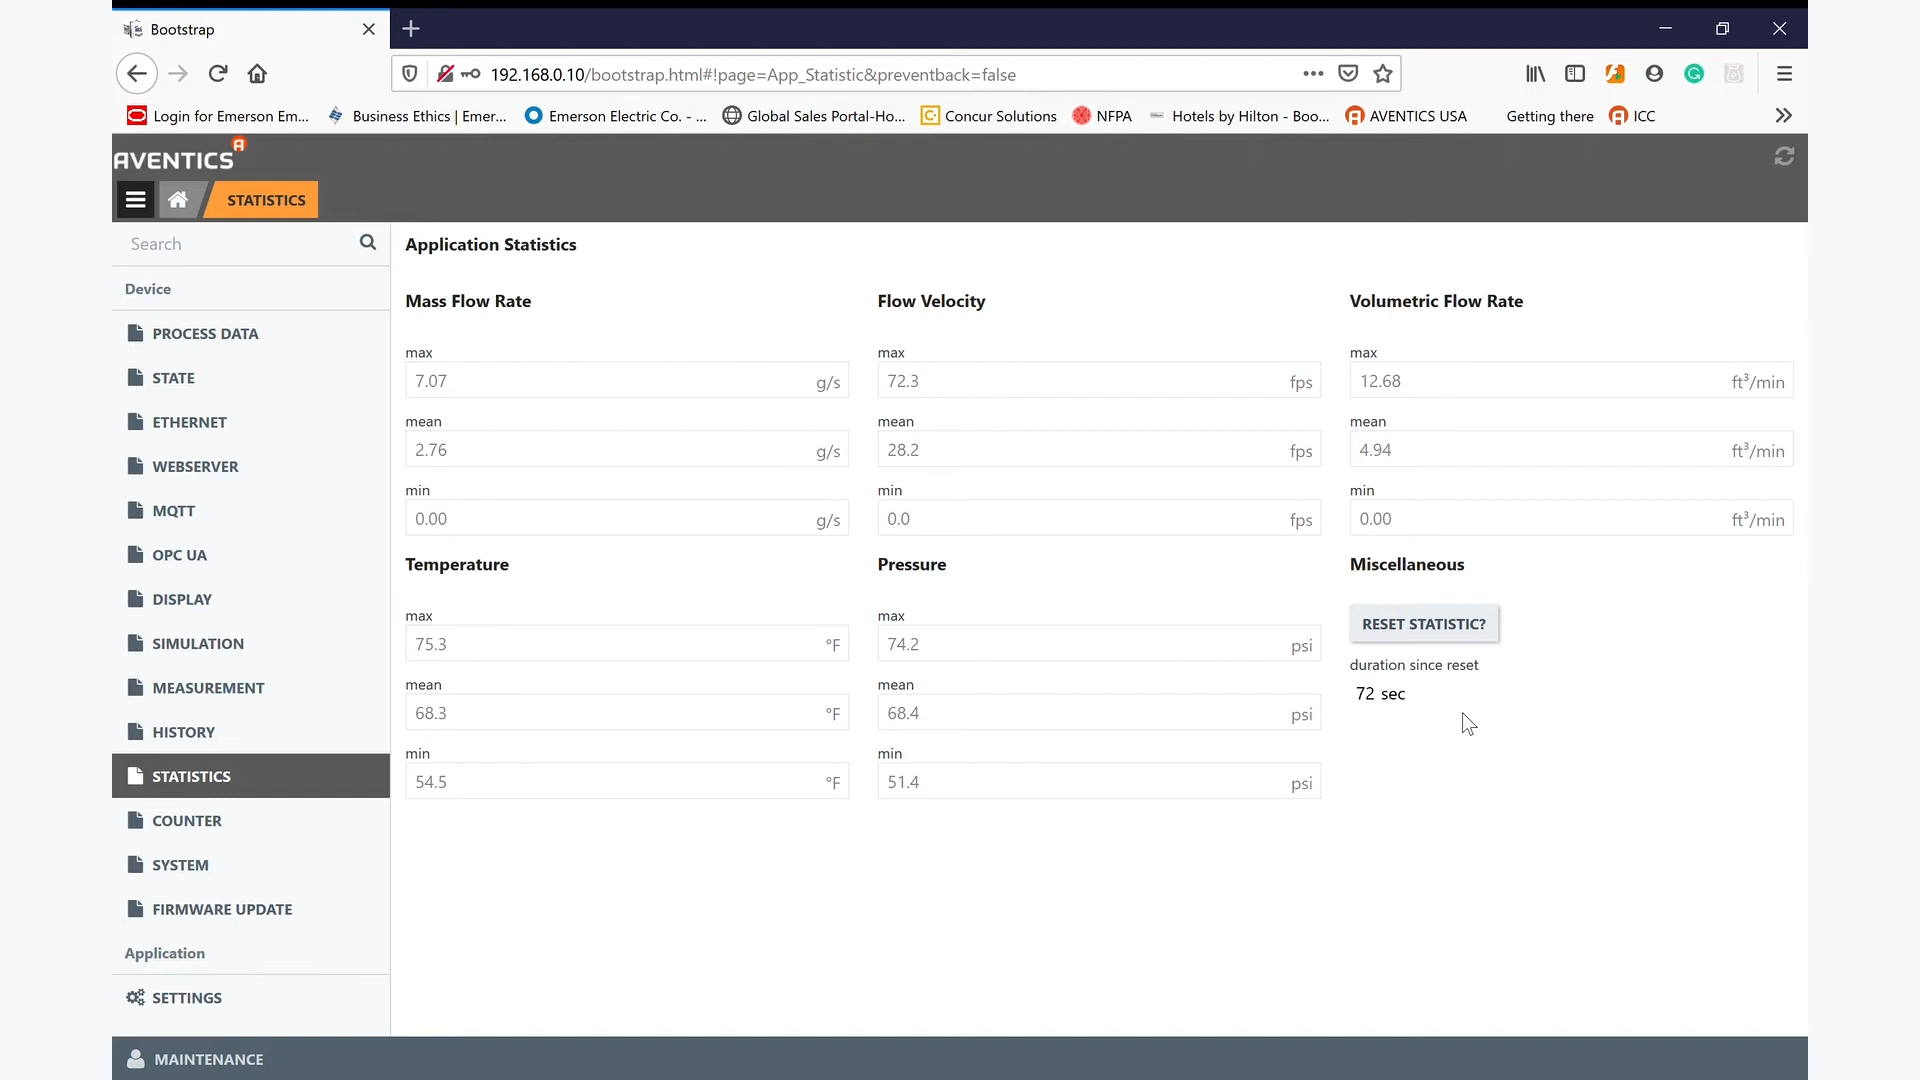 Bootstrap
192.168.0.10/bootstrap.html#!page=App_Statistic&preventback=false
Login for Emerson Em... Business Ethics | Emer... Emerson Electric Co. - ... Global Sales Portal-Ho... Concur Solutions NFPA Hotels by Hilton - Boo... AVENTICS USA Getting there ICC
AVENTICS
STATISTICS
Search
Device
PROCESS DATA
STATE
ETHERNET
WEBSERVER
MQTT
OPC UA
DISPLAY
SIMULATION
MEASUREMENT
HISTORY
STATISTICS
COUNTER
SYSTEM
FIRMWARE UPDATE
Application
SETTINGS
MAINTENANCE
Application Statistics
Mass Flow Rate
max
7.07 g/s
mean
2.76 g/s
min
0.00 g/s
Flow Velocity
max
72.3 fps
mean
28.2 fps
min
0.0 fps
Volumetric Flow Rate
max
12.68 ft³/min
mean
4.94 ft³/min
min
0.00 ft³/min
Temperature
max
75.3 °F
mean
68.3 °F
min
54.5 °F
Pressure
max
74.2 psi
mean
68.4 psi
min
51.4 psi
Miscellaneous
RESET STATISTIC?
duration since reset
72 sec